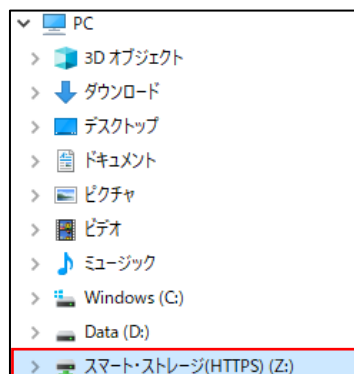 PC
3D オブジェクト
ダウンロード
デスクトップ
ドキュメント
ピクチャ
ビデオ
ミュージック
Windows (C:)
Data (D:)
スマート・ストレージ(HTTPS) (Z:)